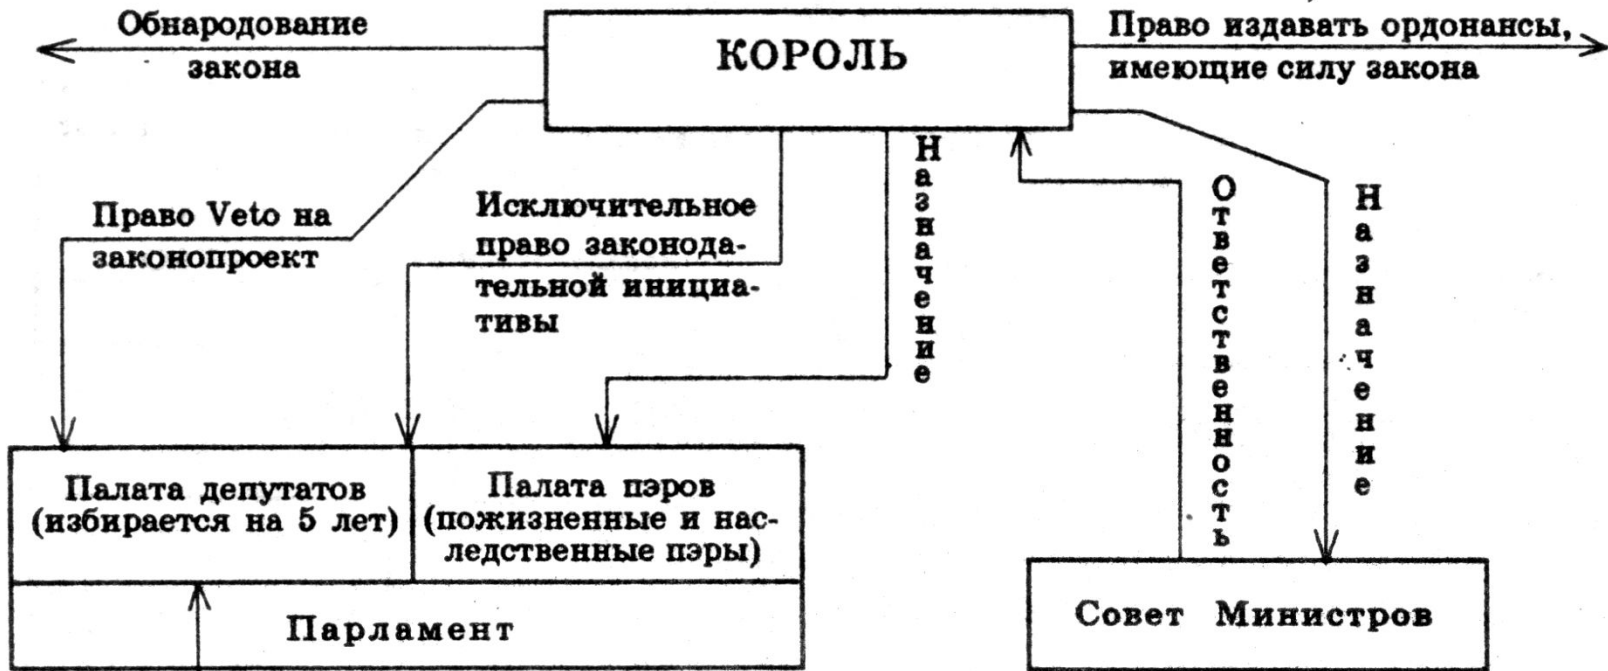 Обнародование
закона
КОРОЛЬ
Право издавать ордонансы,
имеющие силу закона
Право Veto на
законопроект
Исключительное
право законода-
тельной инициа-
тивы
Назначение
Ответственность
Назначение
Палата депутатов
(избирается на 5 лет)
Палата пэров
(пожизненные и нас-
ледственные пэры)
Парламент
Совет Министров